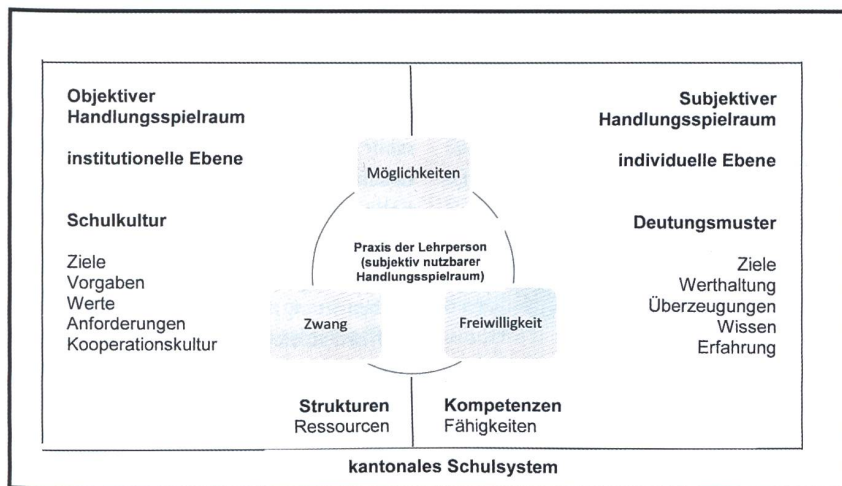 Objektiver
Handlungsspielraum
institutionelle Ebene
Schulkultur
Ziele
Vorgaben
Werte
Anforderungen
Kooperationskultur
Möglichkeiten
Praxis der Lehrperson
(subjektiv nutzbarer
Handlungsspielraum)
Zwang
Freiwilligkeit
Subjektiver
Handlungsspielraum
individuelle Ebene
Deutungsmuster
Ziele
Werthaltung
Überzeugungen
Wissen
Erfahrung
Strukturen
Ressourcen
Kompetenzen
Fähigkeiten
kantonales Schulsystem